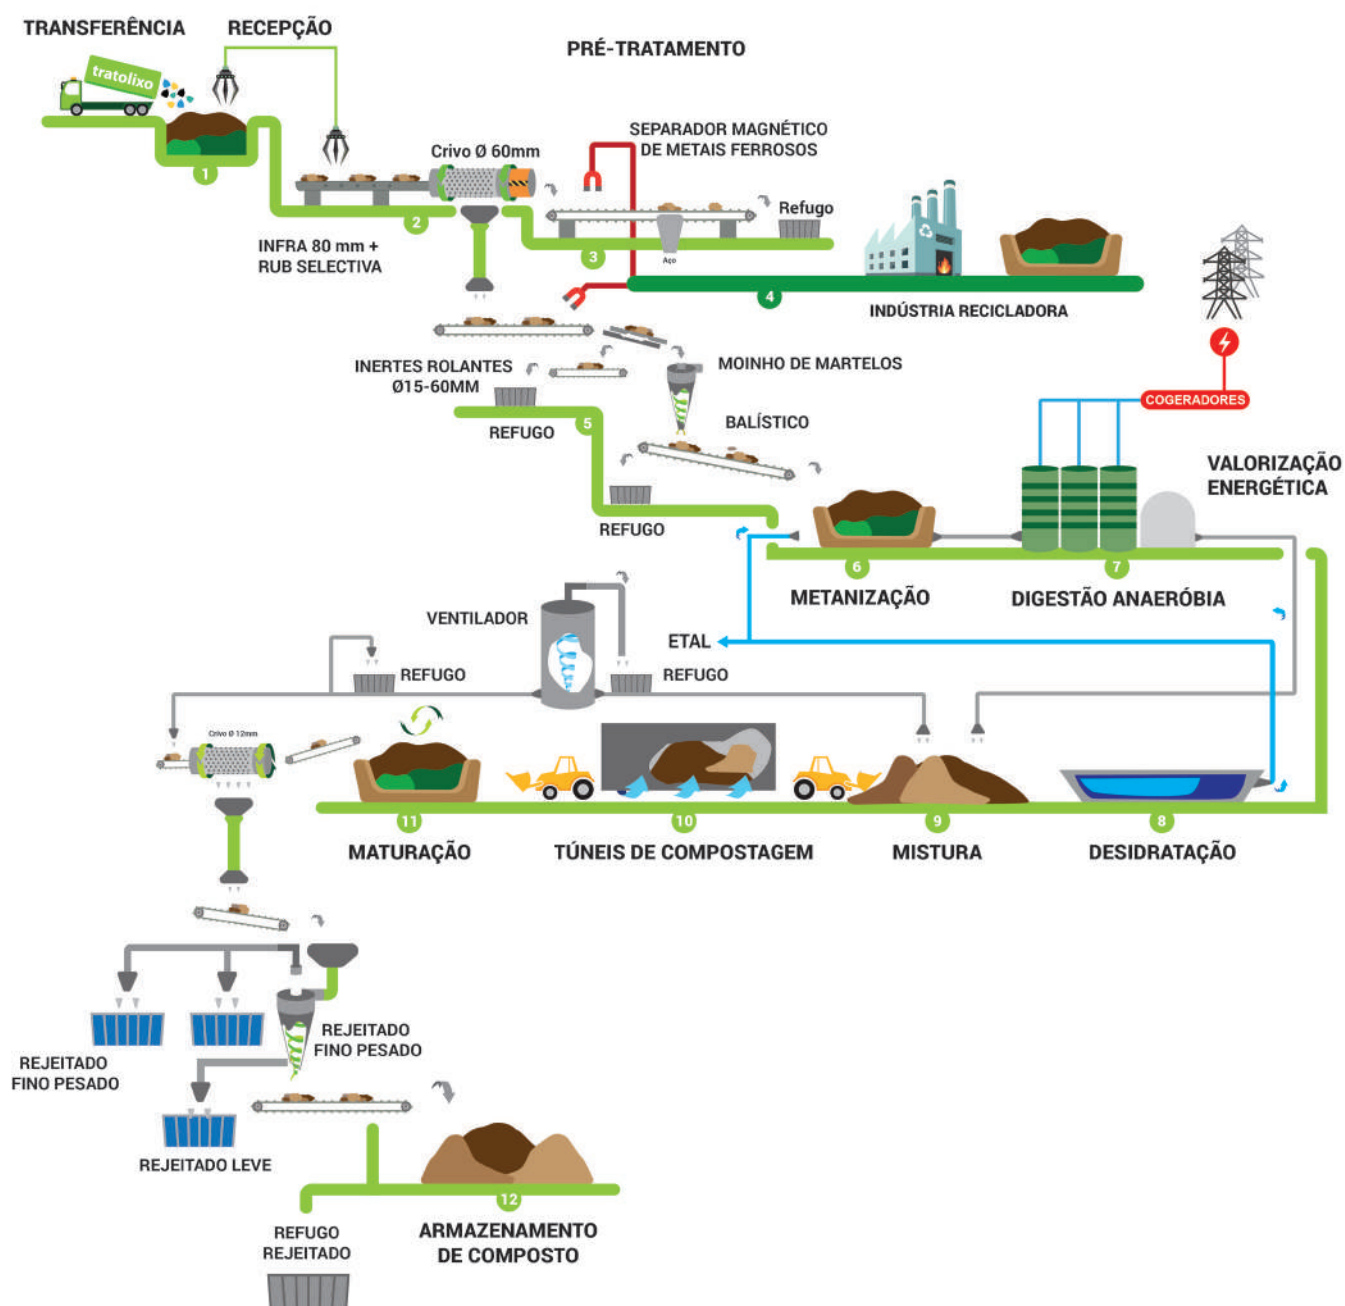 TRANSFERÊNCIA
RECEPÇÃO
PRÉ-TRATAMENTO
tratolixo
SEPARADOR MAGNÉTICO
DE METAIS FERROSOS
Crivo Ø 60mm
1
2
Refugo
INFRA 80 mm +
RUB SELECTIVA
3
Aço
4
INDÚSTRIA RECICLADORA
INERTES ROLANTES
Ø15-60MM
MOINHO DE MARTELOS
COGERADORES
REFUGO
5
BALÍSTICO
VALORIZAÇÃO
ENERGÉTICA
REFUGO
6
7
METANIZAÇÃO
DIGESTÃO ANAERÓBIA
VENTILADOR
ETAL
REFUGO
REFUGO
Crivo Ø 12mm
11
10
9
8
MATURAÇÃO
TÚNEIS DE COMPOSTAGEM
MISTURA
DESIDRATAÇÃO
REJEITADO
FINO PESADO
REJEITADO
FINO PESADO
REJEITADO LEVE
12
REFUGO
REJEITADO
ARMAZENAMENTO
DE COMPOSTO